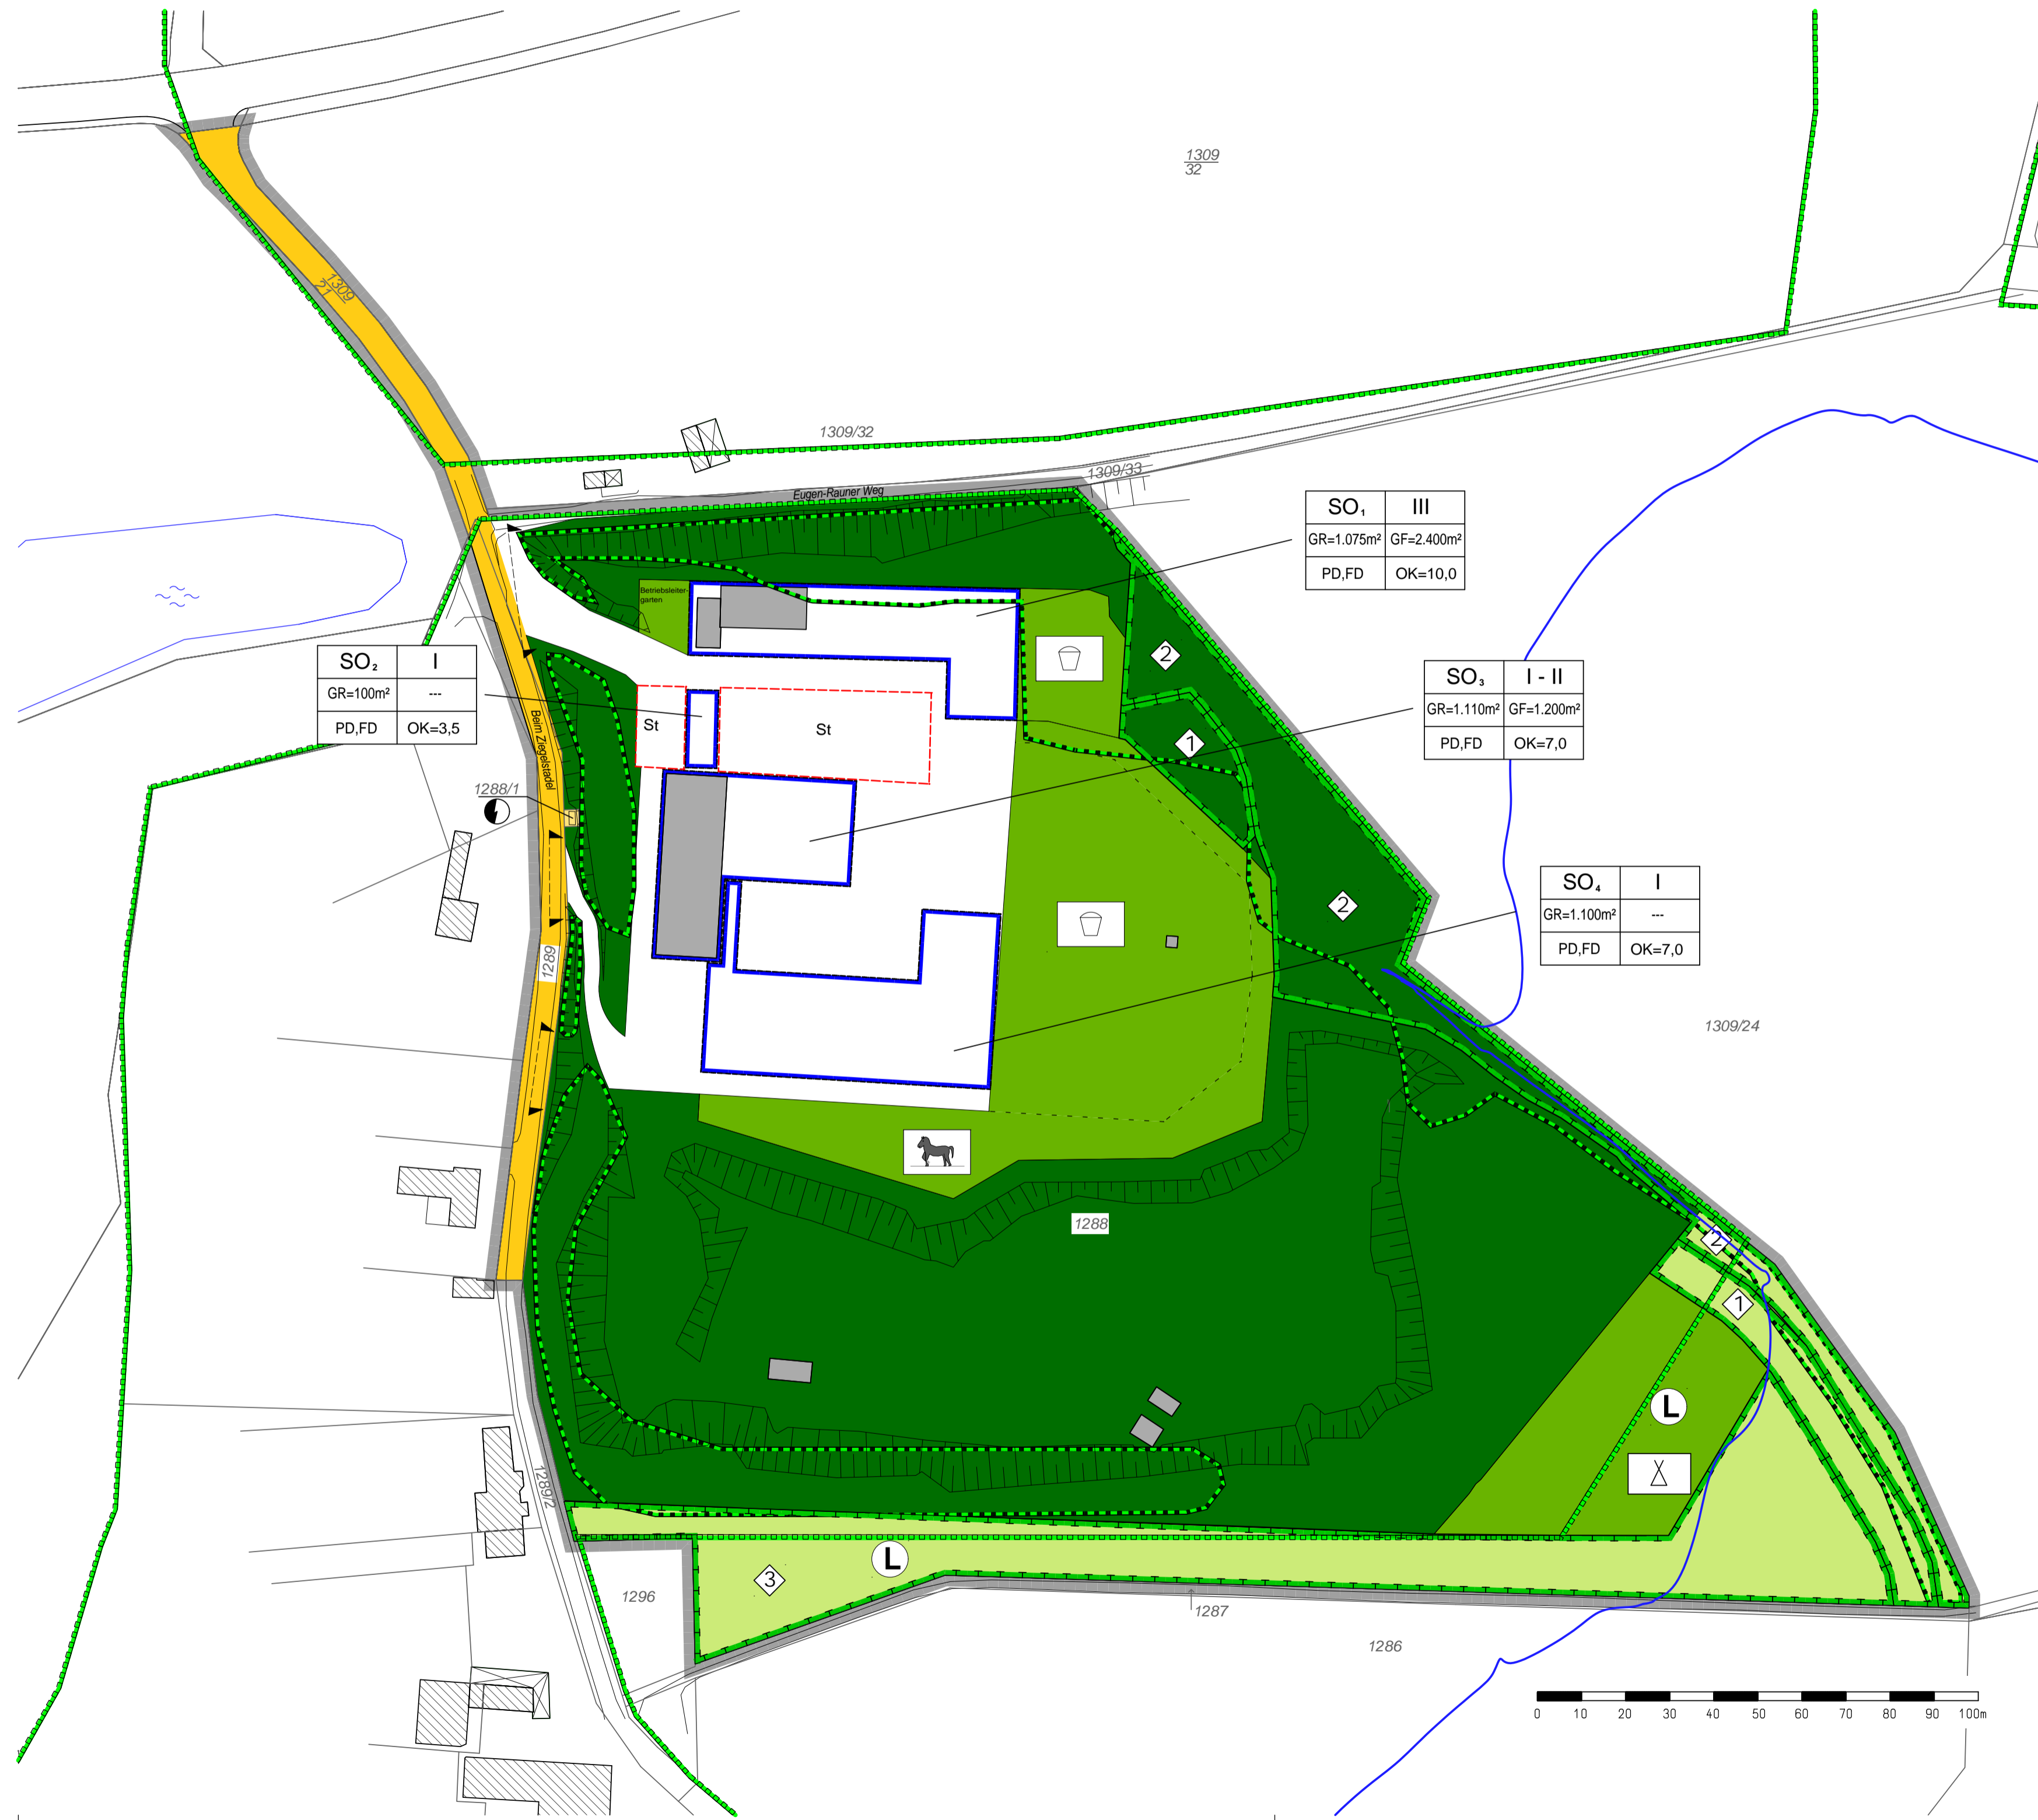 1309
32
1309
21
1309/32
1309/33
Eugen-Rauner Weg
SO₁ III
GR=1.075m² GF=2.400m²
PD,FD OK=10,0
Betriebsleiter-
garten
2
SO₂ I
GR=100m² ---
PD,FD OK=3,5
SO₃ I - II
GR=1.110m² GF=1.200m²
PD,FD OK=7,0
St
St
Beim Ziegelstadel
1
1288/1
SO₄ I
GR=1.100m² ---
PD,FD OK=7,0
2
1289
1309/24
1288
2
1
L
1289/2
L
3
1296
1287
1286
0 10 20 30 40 50 60 70 80 90 100m